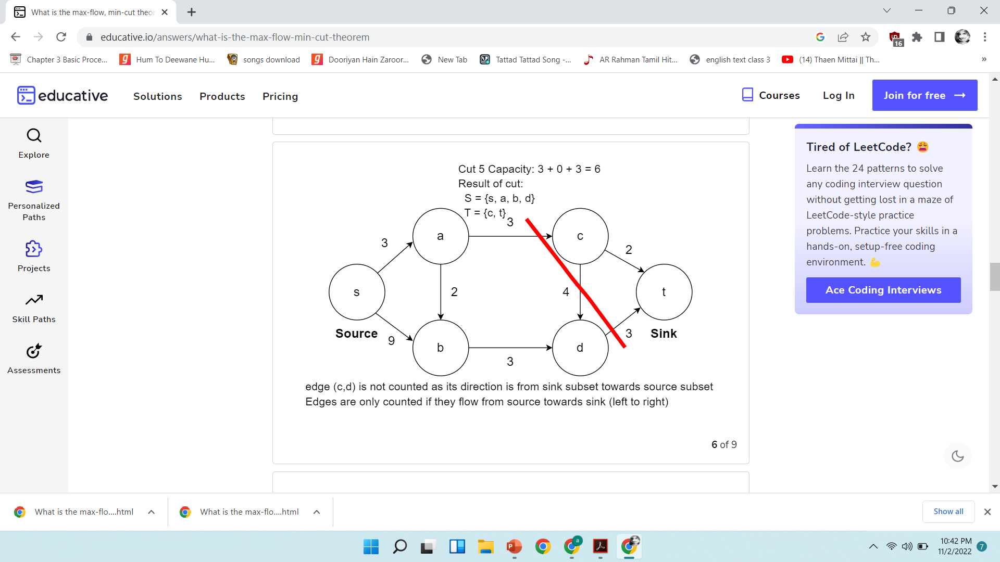 What is the max-flow, min-cut theor
educative.io/answers/what-is-the-max-flow-min-cut-theorem
16
Chapter 3 Basic Proce...
Hum To Deewane Hu...
songs download
Dooriyan Hain Zaroor...
New Tab
Tattad Tattad Song -...
AR Rahman Tamil Hit...
english text class 3
(14) Thaen Mittai || Th...
»
educative
Solutions
Products
Pricing
Courses
Log In
Join for free →
Explore
Personalized
Paths
Projects
Skill Paths
Assessments
Cut 5 Capacity: 3 + 0 + 3 = 6
Result of cut:
S = {s, a, b, d}
T = {c, t}
3
a
c
3
2
s
2
4
t
Source
9
3
Sink
b
d
3
edge (c,d) is not counted as its direction is from sink subset towards source subset
Edges are only counted if they flow from source towards sink (left to right)
6 of 9
Tired of LeetCode? 😩
Learn the 24 patterns to solve
any coding interview question
without getting lost in a maze of
LeetCode-style practice
problems. Practice your skills in a
hands-on, setup-free coding
environment. 💪
Ace Coding Interviews
What is the max-flo....html
What is the max-flo....html
Show all
a
10:42 PM
11/2/2022
7